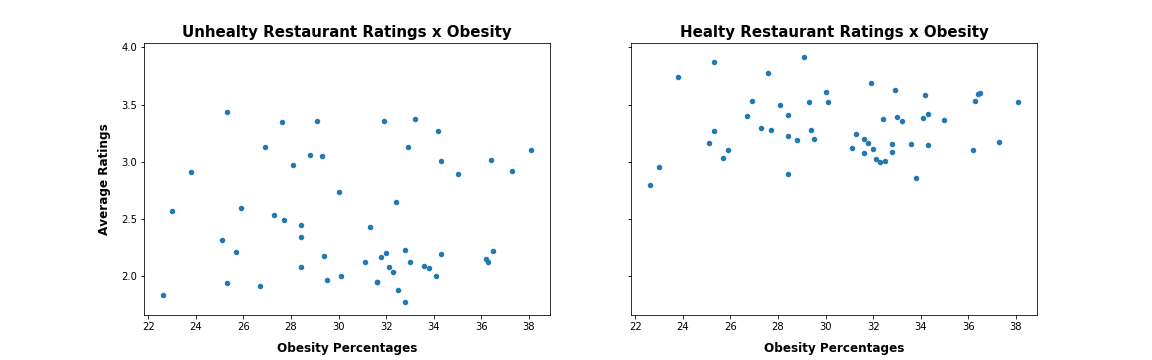 Unhealty Restaurant Ratings x Obesity
Healty Restaurant Ratings x Obesity
4.0
3.5
3.0
2.5
2.0
Average Ratings
22 24 26 28 30 32 34 36 38
22 24 26 28 30 32 34 36 38
Obesity Percentages
Obesity Percentages